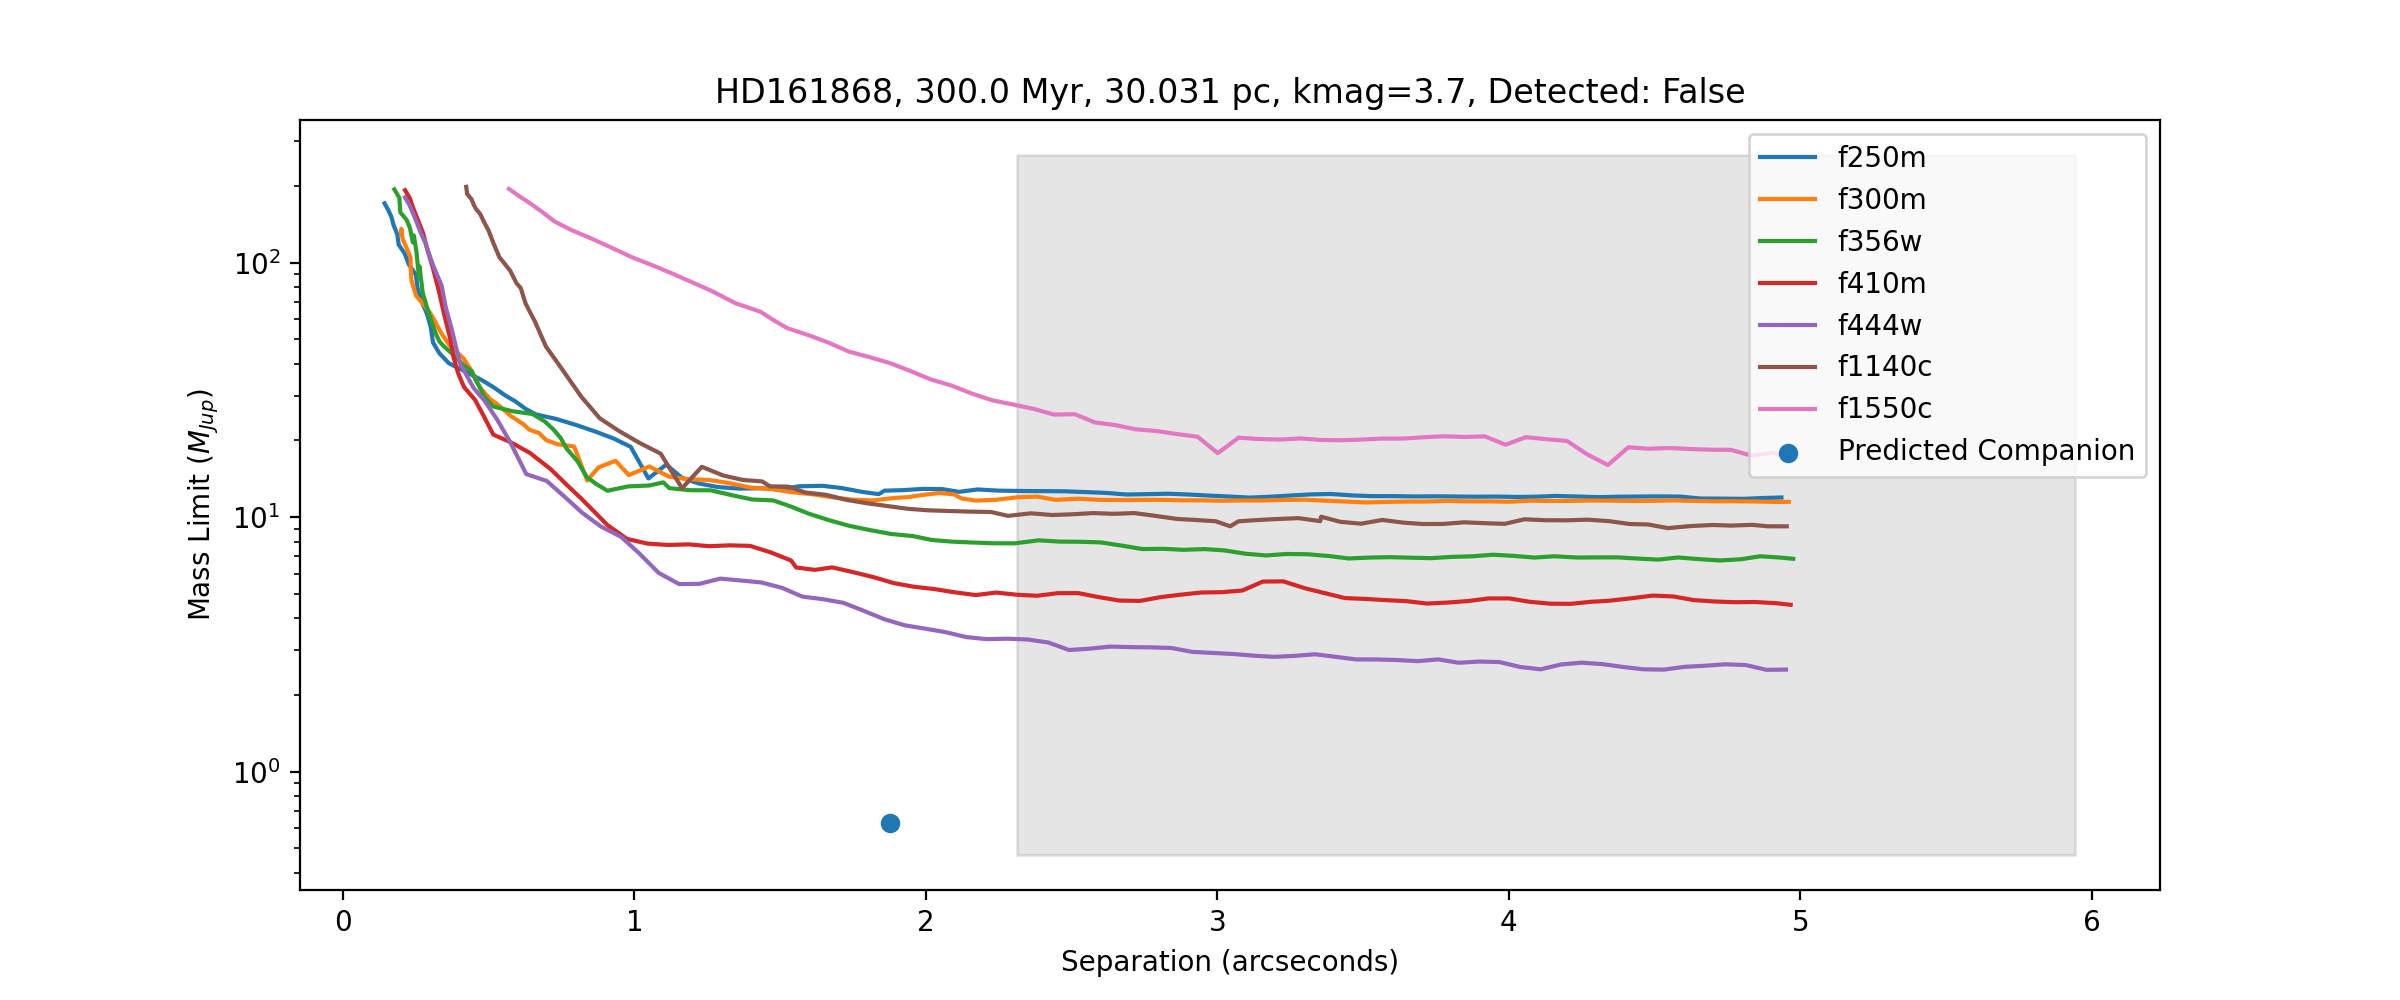 HD161868, 300.0 Myr, 30.031 pc, kmag=3.7, Detected: False
Mass Limit (M_Jup)
10²
10¹
10⁰
f250m
f300m
f356w
f410m
f444w
f1140c
f1550c
Predicted Companion
0 1 2 3 4 5 6
Separation (arcseconds)